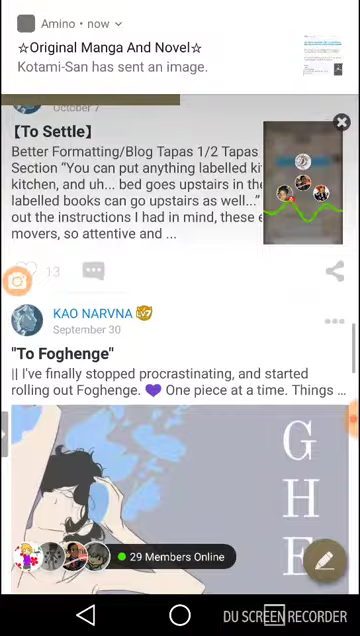 Amino • now
☆Original Manga And Novel☆
Kotami-San has sent an image.
October 7
【To Settle】
Better Formatting/Blog Tapas 1/2 Tapas
Section “You can put anything labelled ki
kitchen, and uh... bed goes upstairs in the
labelled books can go upstairs as well...”
out the instructions I had in mind, these e
movers, so attentive and ...
13
KAO NARVNA LV7
September 30
"To Foghenge"
|| I've finally stopped procrastinating, and started
rolling out Foghenge. 💜 One piece at a time. Things ...
G
H
E
29 Members Online
DU SCREEN RECORDER